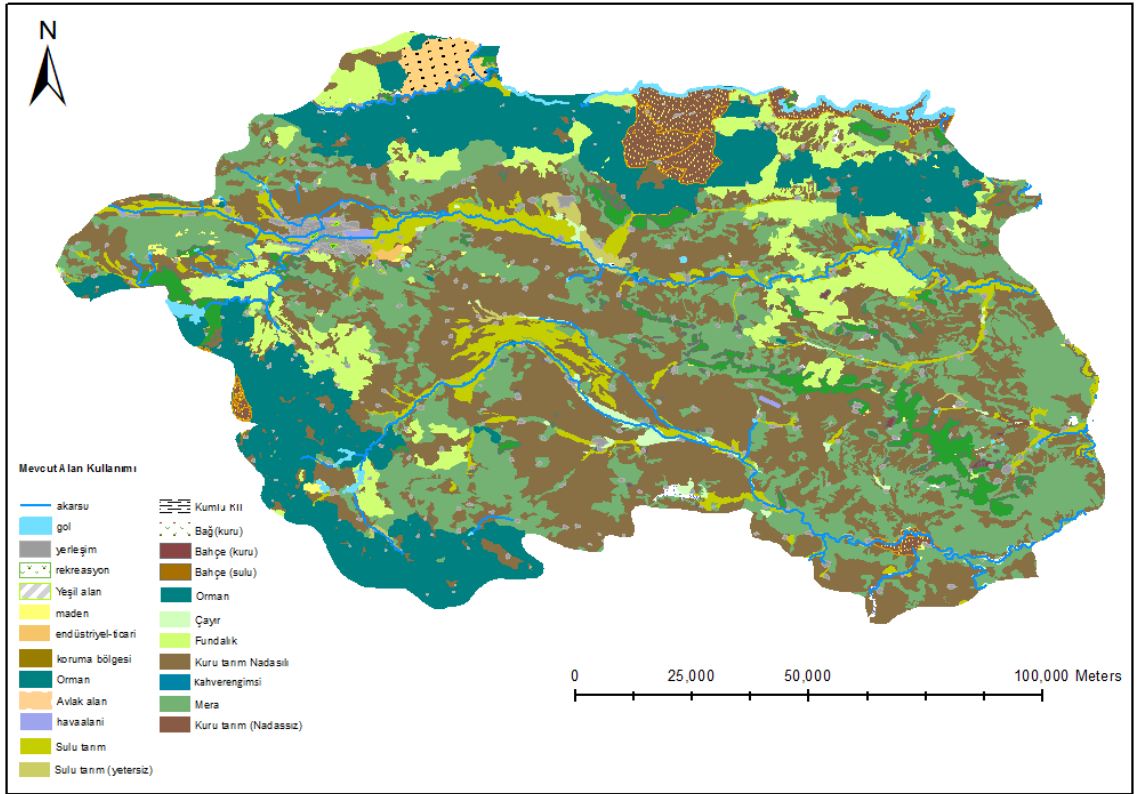 N
Mevcut Alan Kullanımı
akarsu
gol
yerleşim
rekreasyon
Yeşil alan
maden
endüstriyel-ticari
koruma bölgesi
Orman
Avlak alan
havaalani
Sulu tarım
Sulu tarım (yetersiz)
Kumlu Kil
Bağ(kuru)
Bahçe (kuru)
Bahçe (sulu)
Orman
Çayır
Fundalık
Kuru tarım Nadaslı
kahverengimsi
Mera
Kuru tarım (Nadassız)
0 25,000 50,000 100,000 Meters